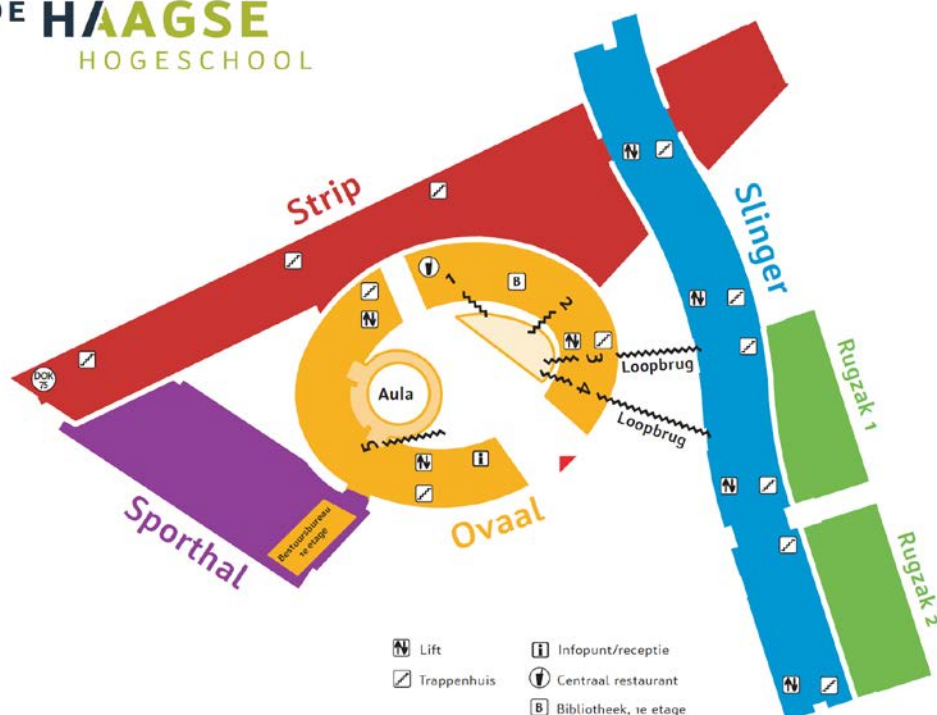 DE HAAGSE
HOGESCHOOL
Strip
Slinger
B
1
2
3
Loopbrug
4
Loopbrug
Rugzak 1
DOK
75
Aula
5
Ovaal
Sporthal
Bestuursbureau
1e etage
Rugzak 2
Lift
Infopunt/receptie
Trappenhuis
Centraal restaurant
B Bibliotheek, 1e etage